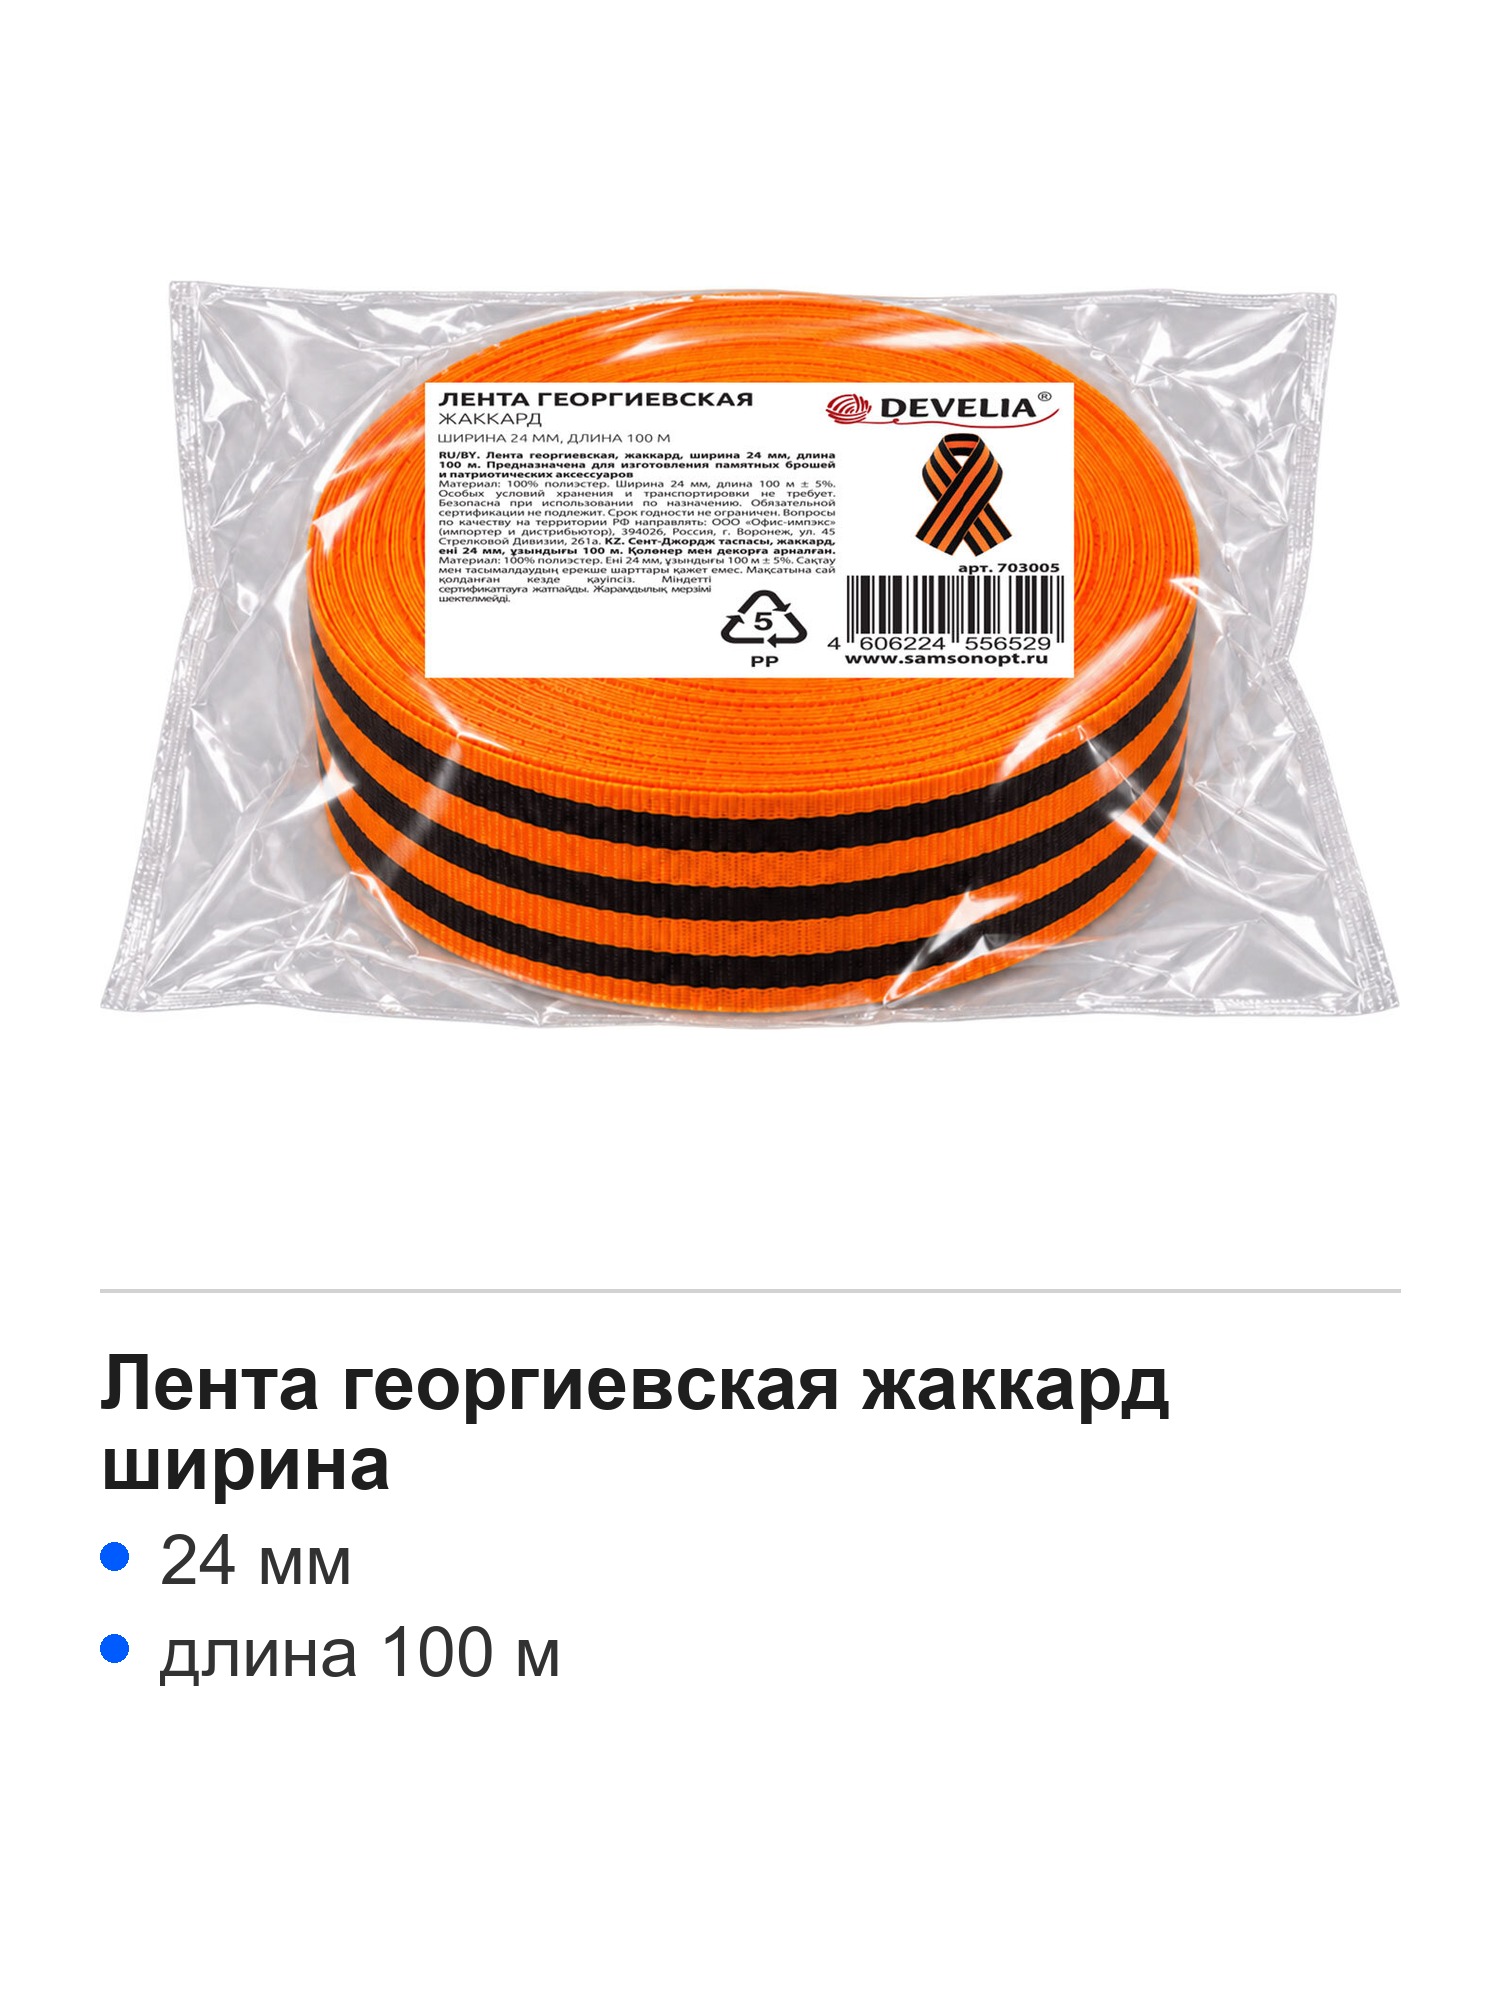 ЛЕНТА ГЕОРГИЕВСКАЯ
ЖАККАРД
ШИРИНА 24 ММ, ДЛИНА 100 М
DEVELIA®
RU/BY. Лента георгиевская, жаккард, ширина 24 мм, длина
100 м. Предназначена для изготовления памятных брошей
и патриотических аксессуаров
Материал: 100% полиэстер. Ширина 24 мм, длина 100 м ± 5%.
Особых условий хранения и транспортировки не требует.
Безопасна при использовании по назначению. Обязательной
сертификации не подлежит. Срок годности не ограничен. Вопросы
по качеству на территории РФ направлять: ООО «Офис-импэкс»
(импортер и дистрибьютор), 394026, Россия, г. Воронеж, ул. 45
Стрелковой Дивизии, 261а. KZ. Сент-Джордж таспасы, жаккард,
ені 24 мм, ұзындығы 100 м. Қолөнер мен декорға арналған.
Материал: 100% полиэстер. Ені 24 мм, ұзындығы 100 м ± 5%. Сақтау
мен тасымалдаудың ерекше шарттары қажет емес. Мақсатына сай
қолданған кезде қауіпсіз. Міндетті
сертификаттауға жатпайды. Жарамдылық мерзімі
шектелмейді.
5
PP
арт. 703005
4 606224 556529
www.samsonopt.ru
Лента георгиевская жаккард
ширина
24 мм
длина 100 м